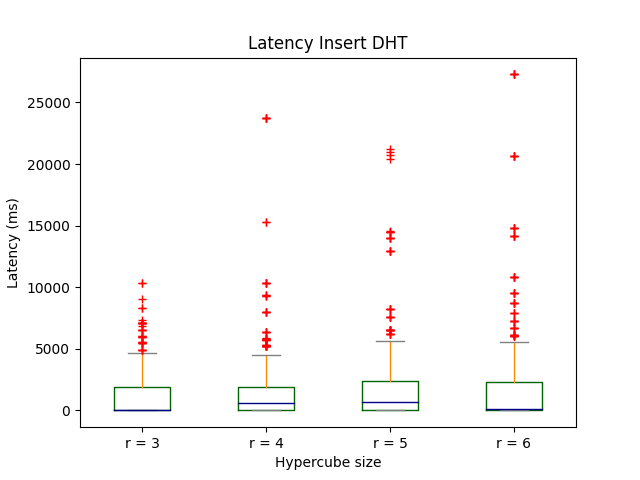 Latency Insert DHT
25000
20000
15000
10000
5000
0
Latency (ms)
r = 3 r = 4 r = 5 r = 6
Hypercube size